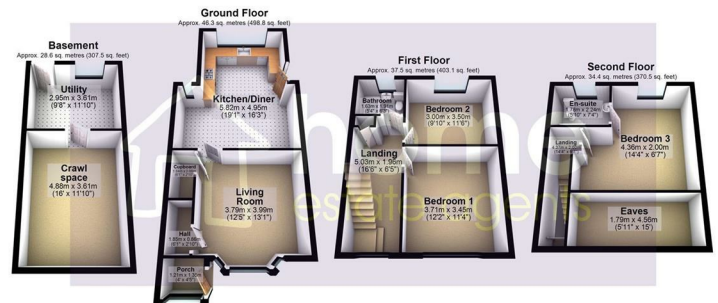 Basement
Approx. 28.6 sq. metres (307.5 sq. feet)
Utility
2.95m x 3.61m
(9'8" x 11'10")
Crawl
space
4.88m x 3.61m
(16' x 11'10")
Ground Floor
Approx. 46.3 sq. metres (498.8 sq. feet)
Kitchen/Diner
5.82m x 4.95m
(19'1" x 16'3")
Cupboard
Living
Room
3.79m x 3.99m
(12'5" x 13'1")
Hall
Porch
First Floor
Approx. 37.5 sq. metres (403.1 sq. feet)
Bathroom
Bedroom 2
3.00m x 3.50m
(9'10" x 11'6")
Landing
5.03m x 1.96m
(16'6" x 6'5")
Bedroom 1
3.71m x 3.45m
(12'2" x 11'4")
Second Floor
Approx. 34.4 sq. metres (370.5 sq. feet)
En-suite
Landing
Bedroom 3
4.36m x 2.00m
(14'4" x 6'7")
Eaves
1.79m x 4.56m
(5'11" x 15')
home
estate agents